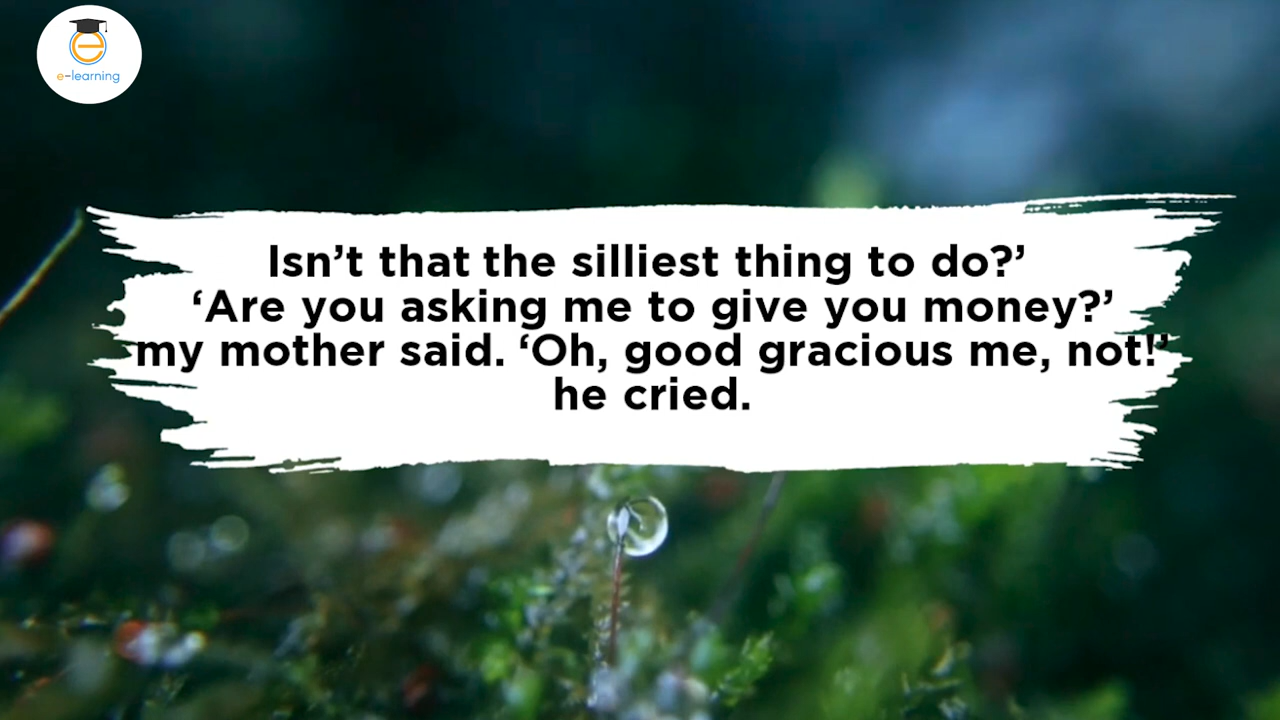 e-learning
Isn’t that the silliest thing to do?’
‘Are you asking me to give you money?’
my mother said. ‘Oh, good gracious me, not!’
he cried.